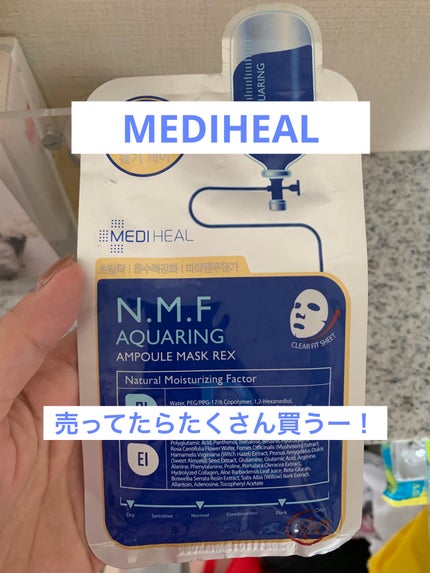 AQUARING
MEDIHEAL
MEDIHEAL
N.M.F
AQUARING
AMPOULE MASK REX
CLEAR FIT SHEET
Natural Moisturizing Factor
Water, PEG/PPG-17/6 Copolymer, 1,2-Hexanediol,
売ってたらたくさん買うー！
EI
Polyglutamic Acid, Panthenol, Trehalose, Betaine,
Rosa Centifolia Flower Water, Fomes Officinalis (Mushroom) Extract,
Hamamelis Virginiana (Witch Hazel) Extract, Prunus Amygdalus Dulcis
(Sweet Almond) Seed Extract, Glutamine, Glutamic Acid, Arginine,
Alanine, Phenylalanine, Proline, Portulaca Oleracea Extract,
Hydrolyzed Collagen, Aloe Barbadensis Leaf Juice, Beta-Glucan,
Boswellia Serrata Resin Extract, Salix Alba (Willow) Bark Extract,
Allantoin, Adenosine, Tocopheryl Acetate
Dry Sensitive Normal Combination Dark Oily